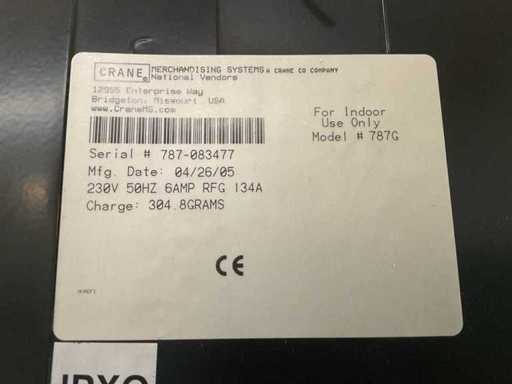 CRANE® MERCHANDISING SYSTEMS A CRANE CO COMPANY
National Vendors
12955 Enterprise Way
Bridgeton, Missouri, USA
www.CraneMS.com
For Indoor
Use Only
Model # 787G
Serial # 787-083477
Mfg. Date: 04/26/05
230V 50HZ 6AMP RFG 134A
Charge: 304.8GRAMS
CE